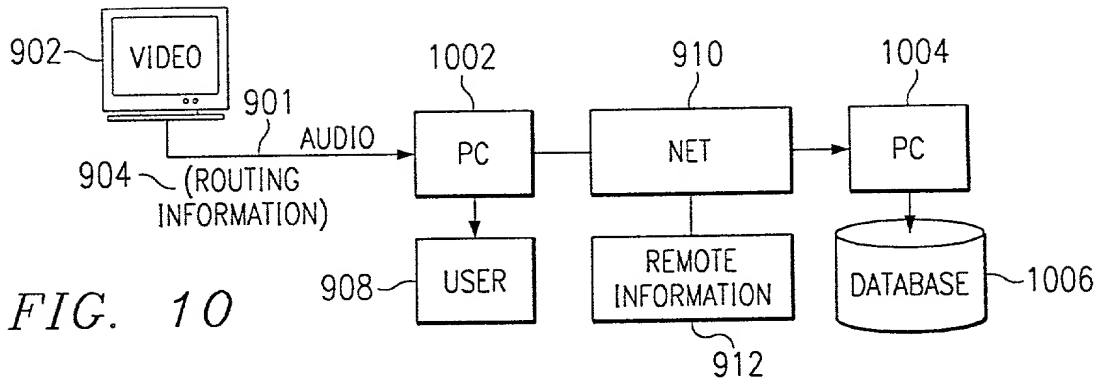 902
VIDEO
901
AUDIO
904
(ROUTING
INFORMATION)
1002
PC
910
NET
1004
PC
908
USER
REMOTE
INFORMATION
912
DATABASE
1006
FIG. 10